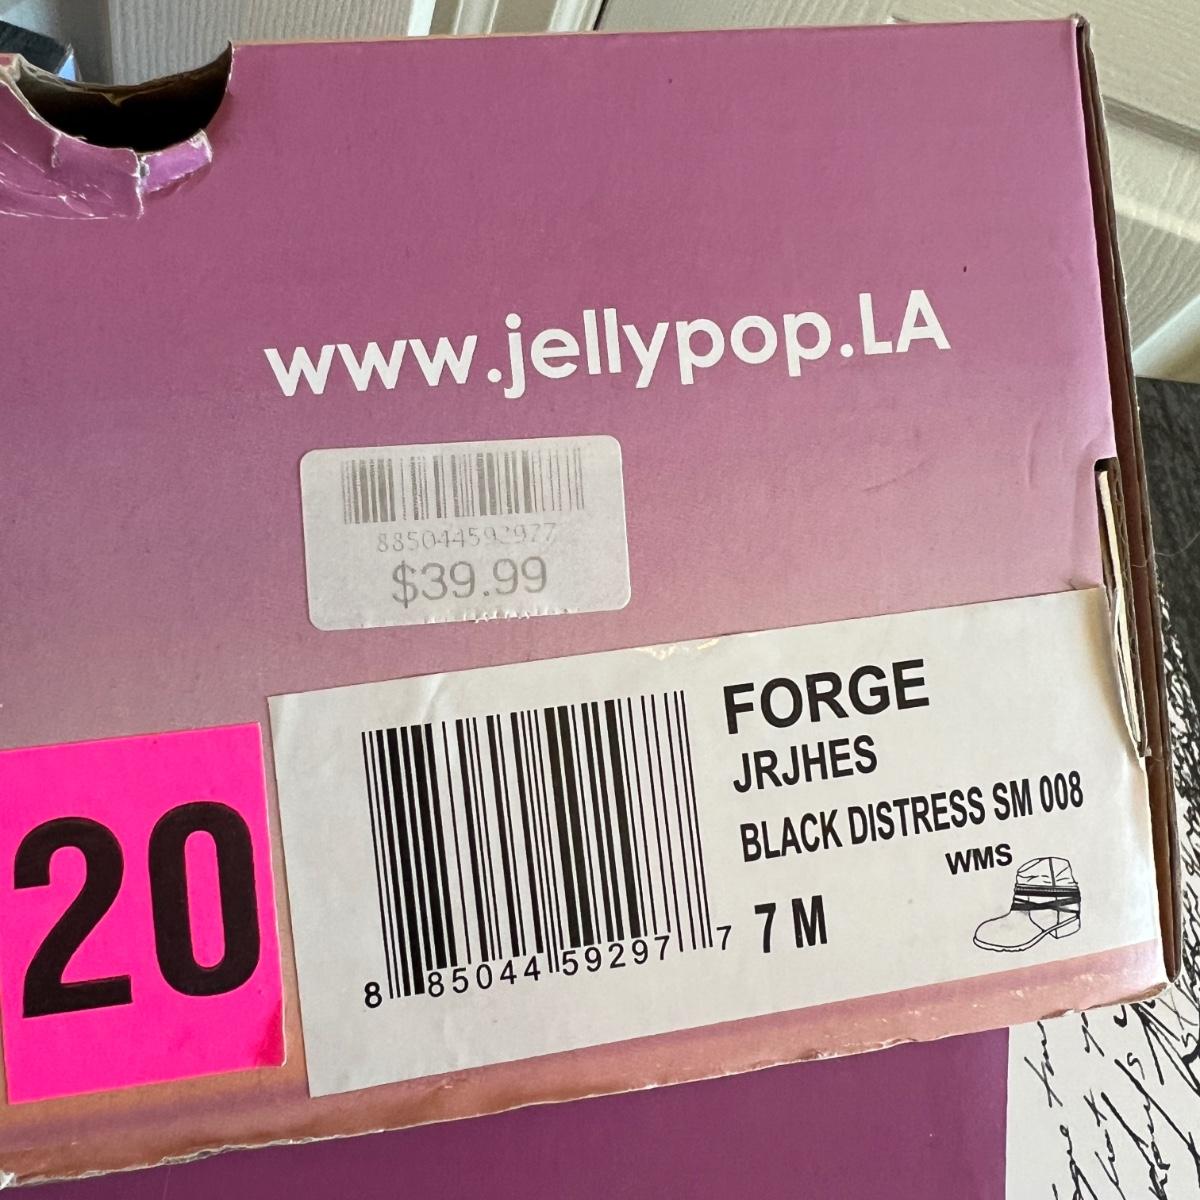 www.jellypop.LA
885044592977
$39.99
20
FORGE
JRJHES
BLACK DISTRESS SM 008
WMS
7 M
8 85044 59297 7